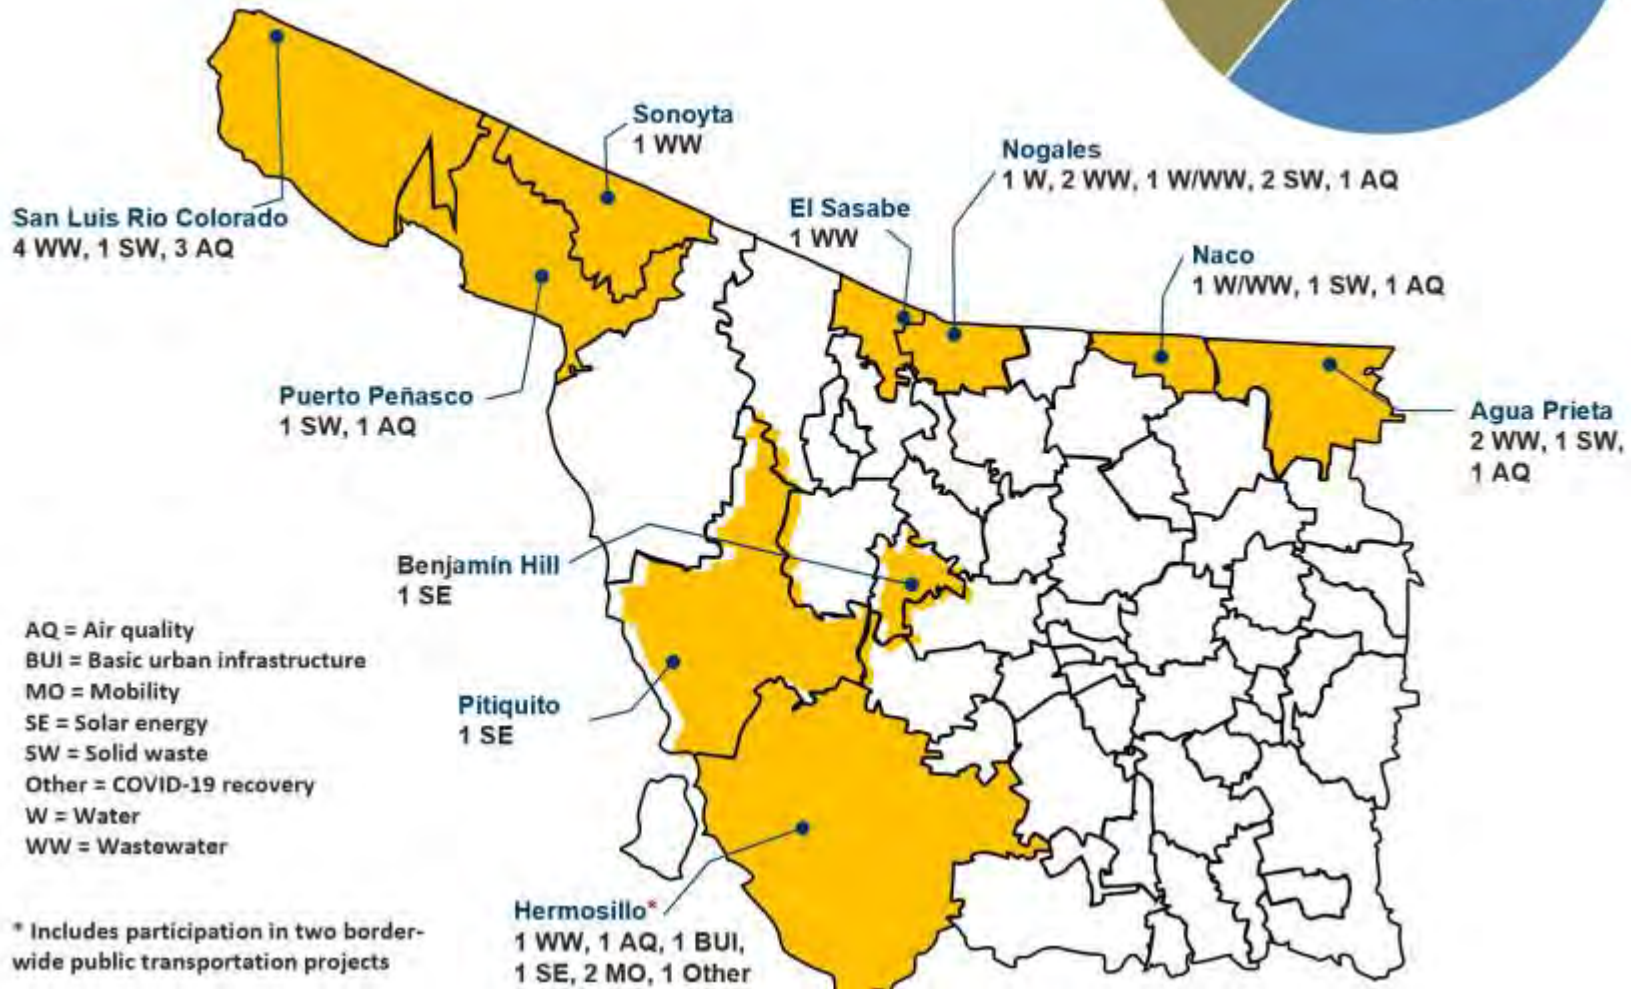 Sonoyta
1 WW
Nogales
1 W, 2 WW, 1 W/WW, 2 SW, 1 AQ
San Luis Rio Colorado
4 WW, 1 SW, 3 AQ
El Sasabe
1 WW
Naco
1 W/WW, 1 SW, 1 AQ
Puerto Peñasco
1 SW, 1 AQ
Agua Prieta
2 WW, 1 SW,
1 AQ
Benjamín Hill
1 SE
AQ = Air quality
BUI = Basic urban infrastructure
MO = Mobility
SE = Solar energy
SW = Solid waste
Other = COVID-19 recovery
W = Water
WW = Wastewater
Pitiquito
1 SE
* Includes participation in two border-
wide public transportation projects
Hermosillo*
1 WW, 1 AQ, 1 BUI,
1 SE, 2 MO, 1 Other